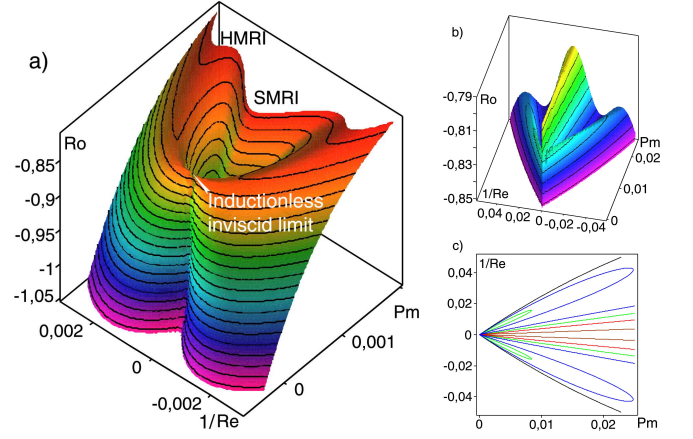 a)
HMRI
SMRI
Ro
-0,85
-0,9
-0,95
-1
-1,05
Inductionless
inviscid limit
0,002
0
-0,002
1/Re
Pm
0,001
0
b)
-0,79
Ro
-0,81
-0,83
-0,85
1/Re
0,04 0,02 0 -0,02 -0,04
Pm
0,02
0,01
0
c)
1/Re
0,04
0,02
0
-0,02
-0,04
0
0,01
0,02
Pm